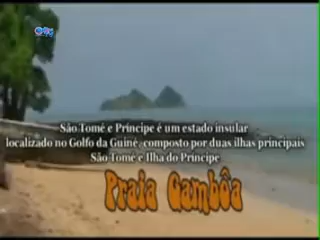 São Tomé e Príncipe é um estado insular
localizado no Golfo da Guiné, composto por duas ilhas principais
São Tomé e Ilha do Príncipe
Praia Gambôa